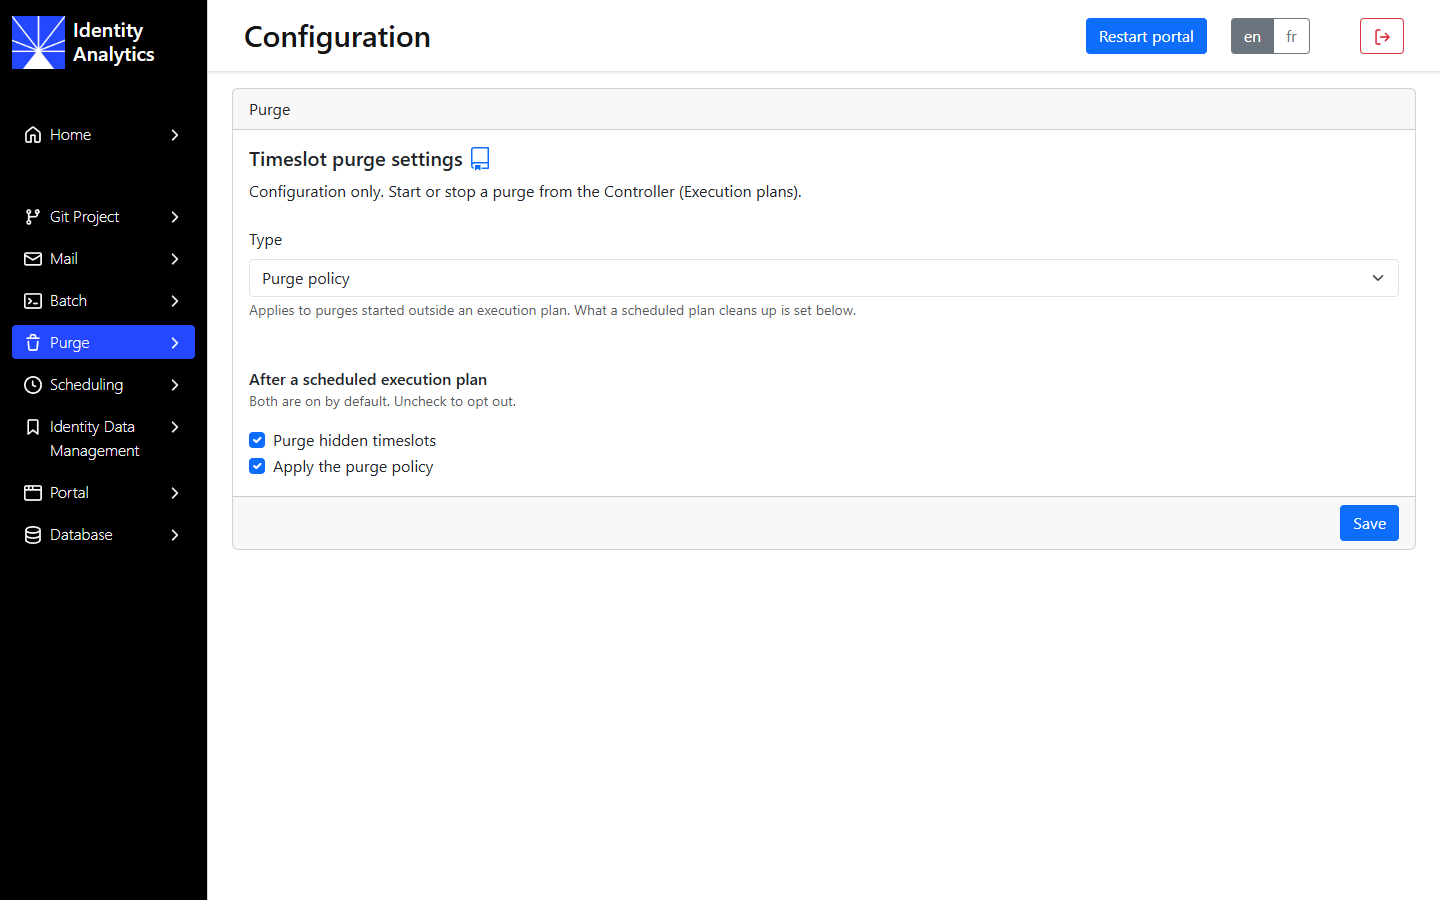 Identity
Analytics
Configuration
Restart portal
en
fr
Home
Git Project
Mail
Batch
Purge
Scheduling
Identity Data
Management
Portal
Database
Purge
Timeslot purge settings
Configuration only. Start or stop a purge from the Controller (Execution plans).
Type
Purge policy
Applies to purges started outside an execution plan. What a scheduled plan cleans up is set below.
After a scheduled execution plan
Both are on by default. Uncheck to opt out.
Purge hidden timeslots
Apply the purge policy
Save